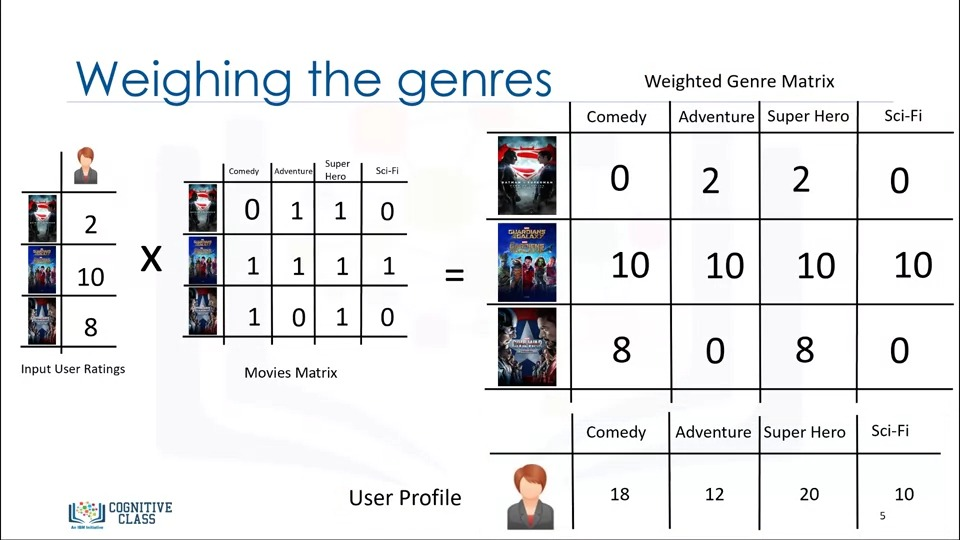 Weighing the genres
Weighted Genre Matrix
Comedy Adventure Super Hero Sci-Fi
0 2 2 0
10 10 10 10
8 0 8 0
2
10
8
Input User Ratings
X
Comedy Adventure Super Hero Sci-Fi
0 1 1 0
1 1 1 1
1 0 1 0
Movies Matrix
=
Comedy Adventure Super Hero Sci-Fi
User Profile 18 12 20 10
COGNITIVE
CLASS
An IBM Initiative
5